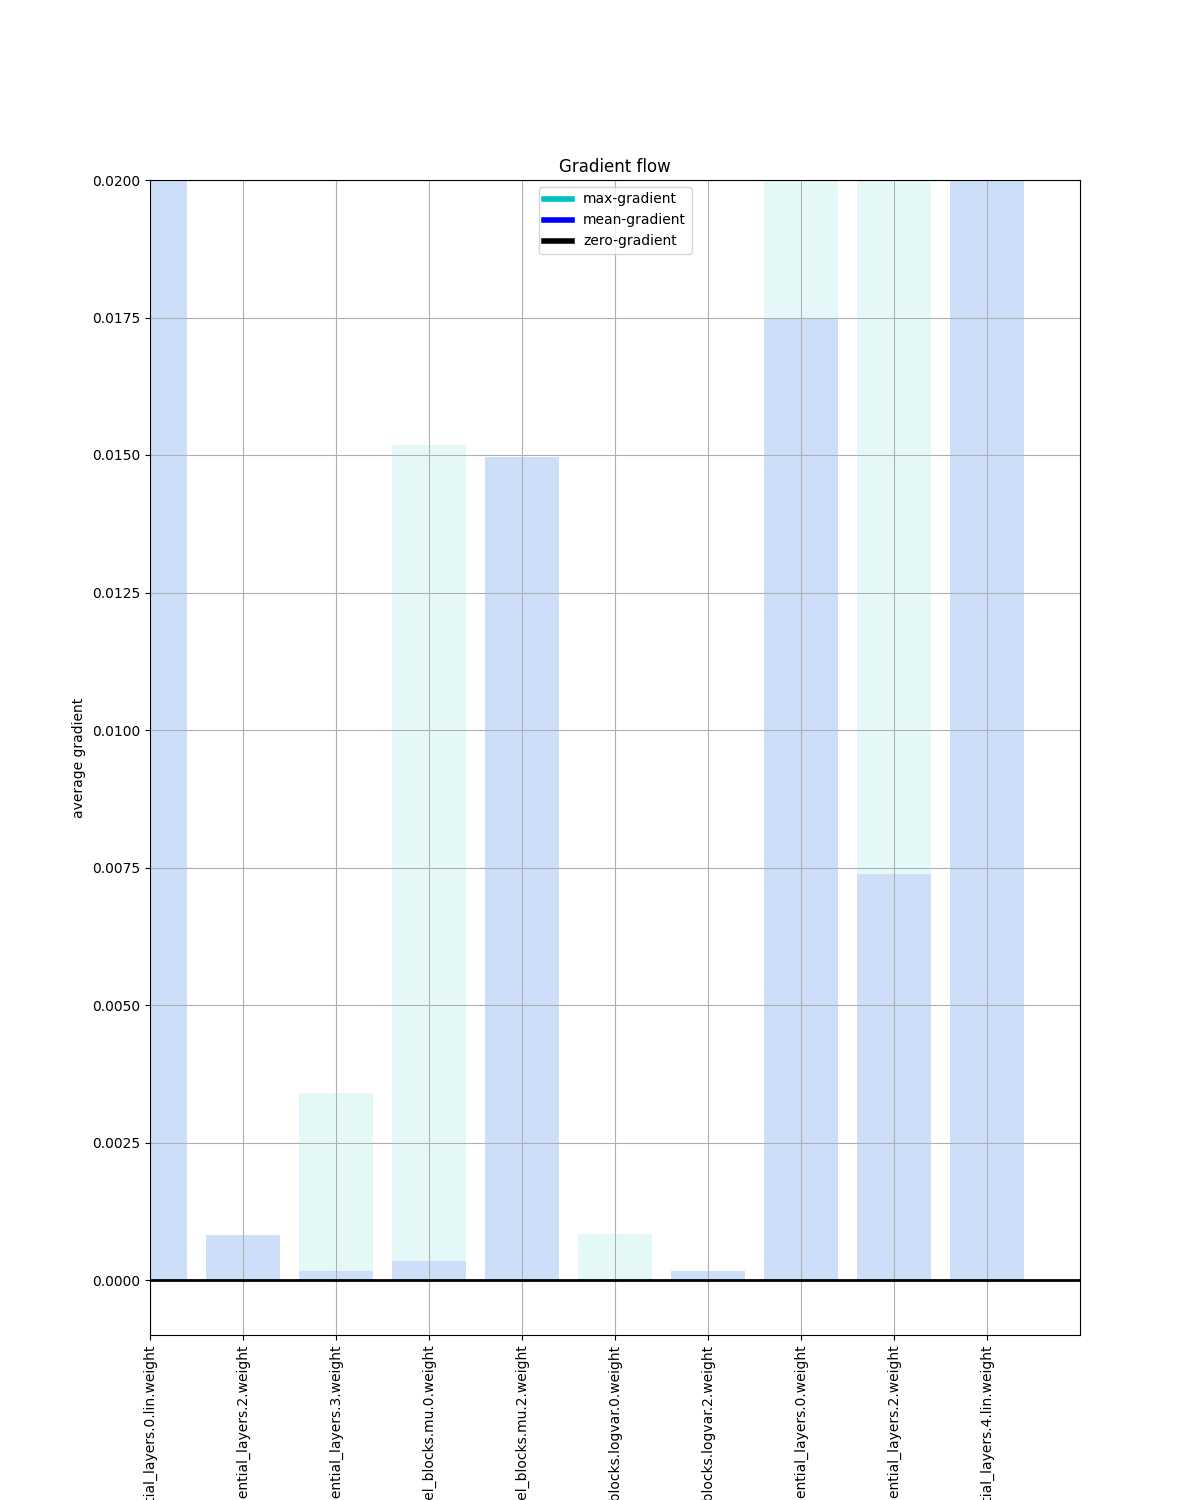 Gradient flow
max-gradient
mean-gradient
zero-gradient
0.0200
0.0175
0.0150
0.0125
0.0100
0.0075
0.0050
0.0025
0.0000
average gradient
tial_layers.0.lin.weight
ential_layers.2.weight
ential_layers.3.weight
el_blocks.mu.0.weight
el_blocks.mu.2.weight
blocks.logvar.0.weight
blocks.logvar.2.weight
ential_layers.0.weight
ential_layers.2.weight
tial_layers.4.lin.weight